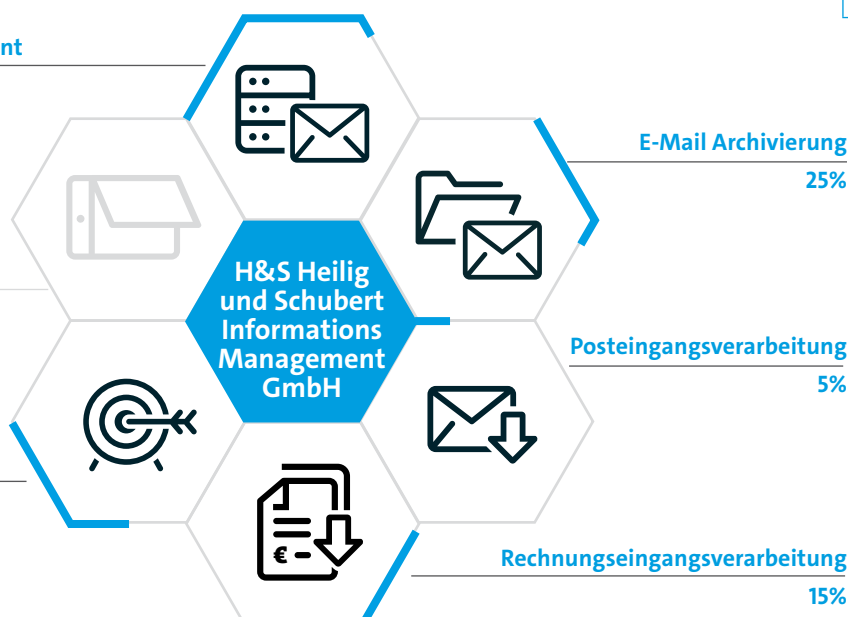 nt
E-Mail Archivierung
25%
H&S Heilig
und Schubert
Informations
Management
GmbH
Posteingangsverarbeitung
5%
€ –
Rechnungseingangsverarbeitung
15%